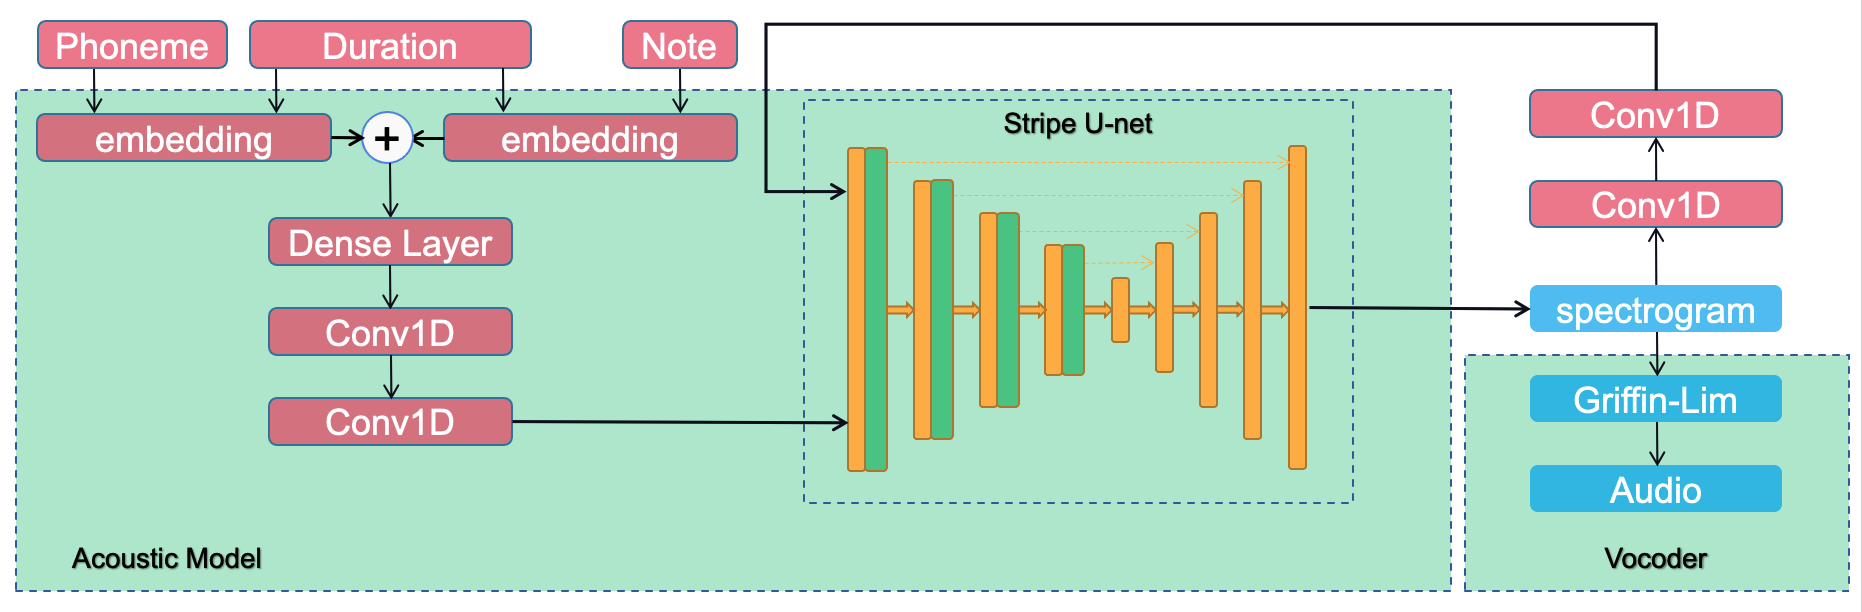 Phoneme
Duration
Note
embedding
+
embedding
Dense Layer
Conv1D
Conv1D
Acoustic Model
Stripe U-net
Conv1D
Conv1D
spectrogram
Griffin-Lim
Audio
Vocoder